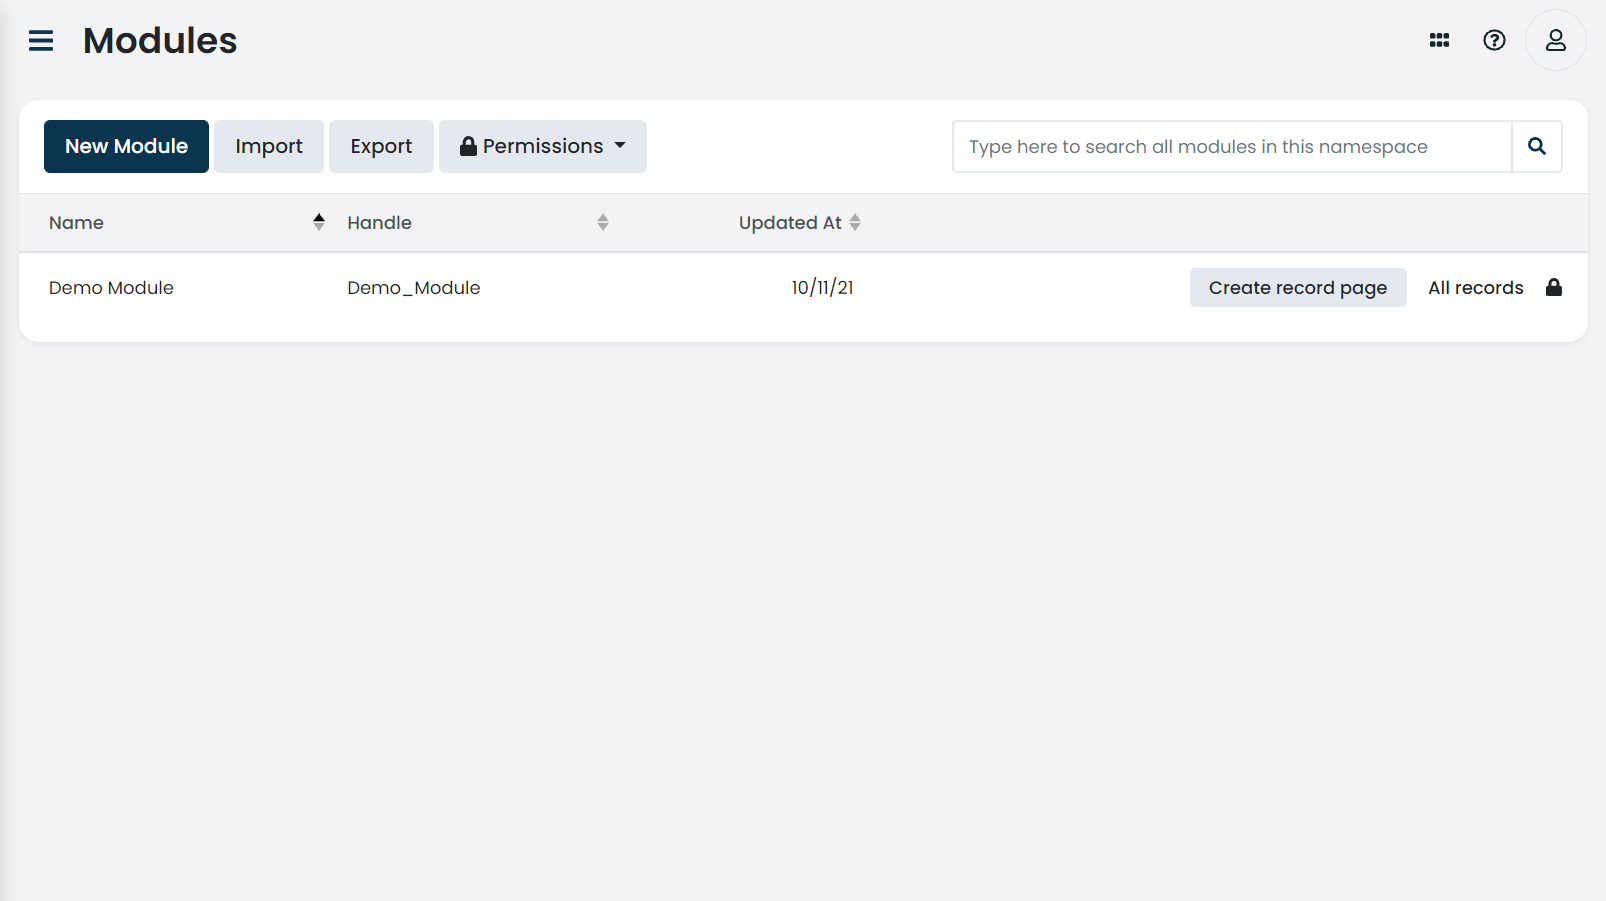 Modules
New Module Import Export Permissions Type here to search all modules in this namespace
Name Handle Updated At
Demo Module Demo_Module 10/11/21 Create record page All records